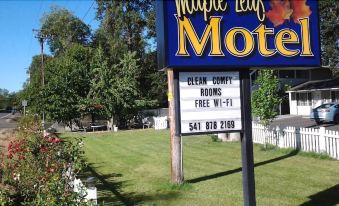 Maple Leaf
Motel
CLEAN COMFY
ROOMS
FREE WI-FI
541 878 2169